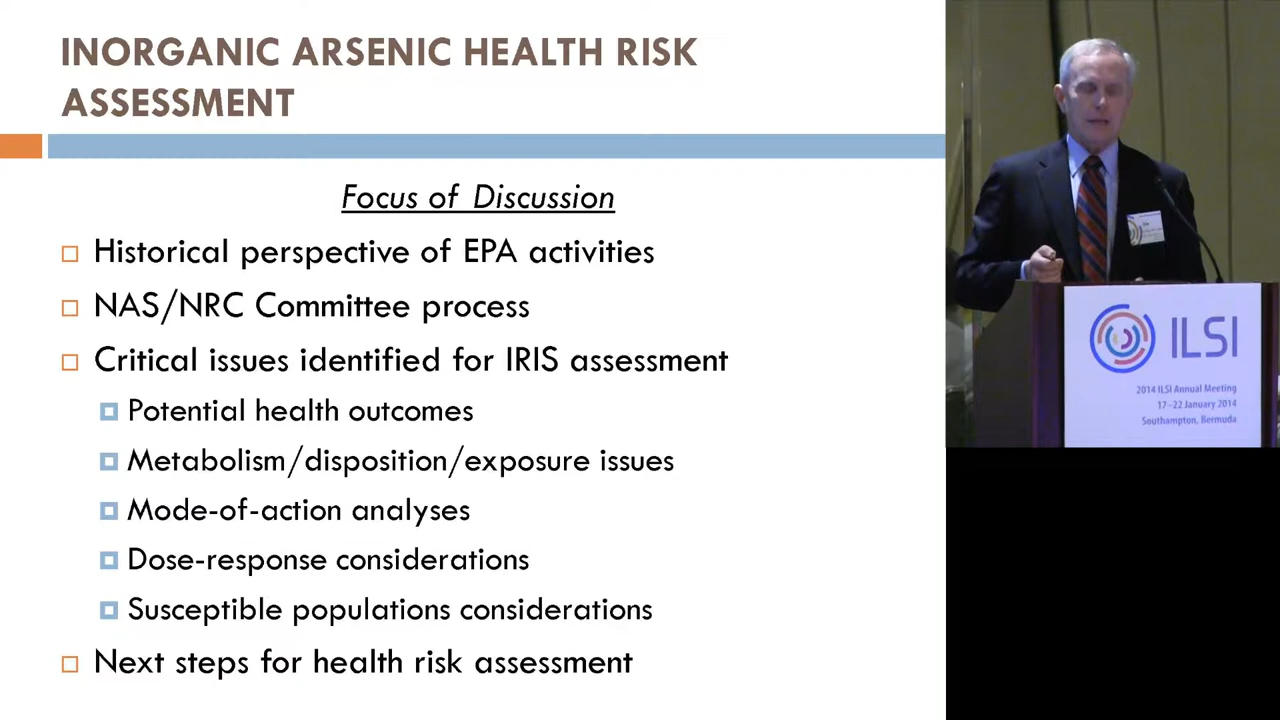 INORGANIC ARSENIC HEALTH RISK
ASSESSMENT
Focus of Discussion
Historical perspective of EPA activities
NAS/NRC Committee process
Critical issues identified for IRIS assessment
Potential health outcomes
Metabolism/disposition/exposure issues
Mode-of-action analyses
Dose-response considerations
Susceptible populations considerations
Next steps for health risk assessment
ILSI
2014 ILSI Annual Meeting
17–22 January 2014
Southampton, Bermuda